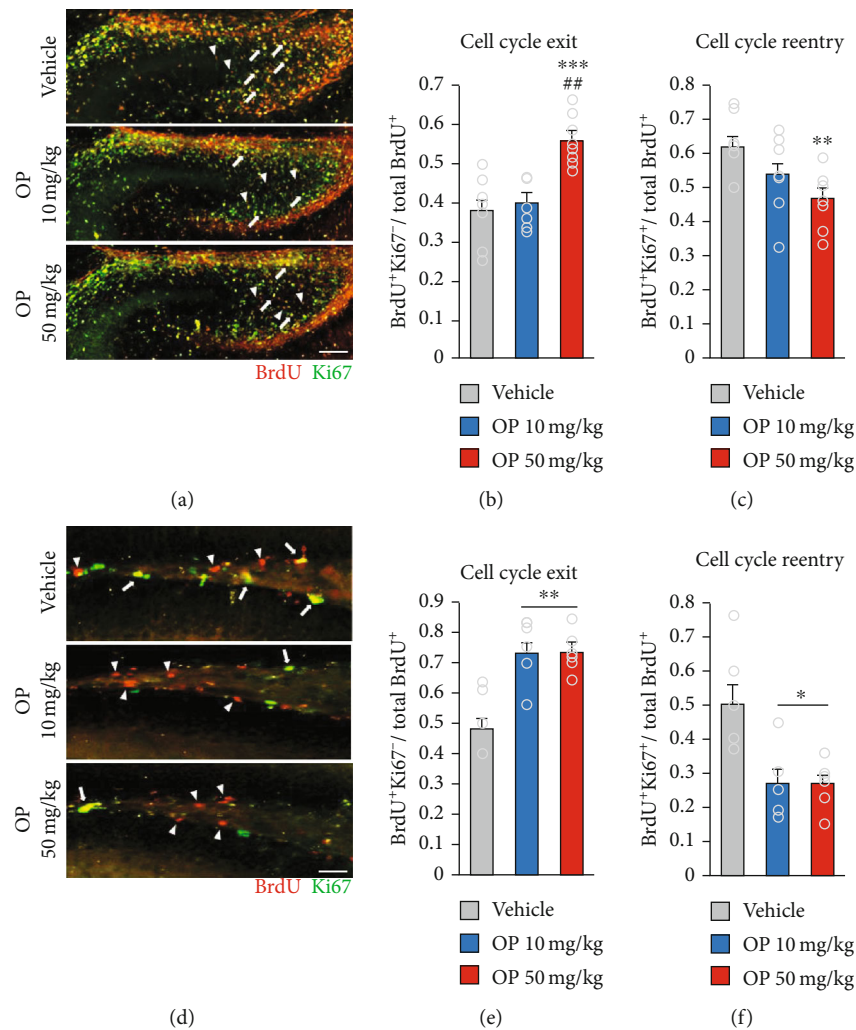 Vehicle
OP
10 mg/kg
OP
50 mg/kg
BrdU Ki67
(a)
Cell cycle exit
BrdU⁺Ki67⁻/ total BrdU⁺
0.7
0.6
0.5
0.4
0.3
0.2
0.1
0
***
##
Vehicle
OP 10 mg/kg
OP 50 mg/kg
(b)
Cell cycle reentry
BrdU⁺Ki67⁺/ total BrdU⁺
0.8
0.7
0.6
0.5
0.4
0.3
0.2
0.1
0
**
Vehicle
OP 10 mg/kg
OP 50 mg/kg
(c)
Vehicle
OP
10 mg/kg
OP
50 mg/kg
BrdU Ki67
(d)
Cell cycle exit
BrdU⁺Ki67⁻/ total BrdU⁺
0.9
0.8
0.7
0.6
0.5
0.4
0.3
0.2
0.1
0
**
Vehicle
OP 10 mg/kg
OP 50 mg/kg
(e)
Cell cycle reentry
BrdU⁺Ki67⁺/ total BrdU⁺
0.8
0.7
0.6
0.5
0.4
0.3
0.2
0.1
0
*
Vehicle
OP 10 mg/kg
OP 50 mg/kg
(f)